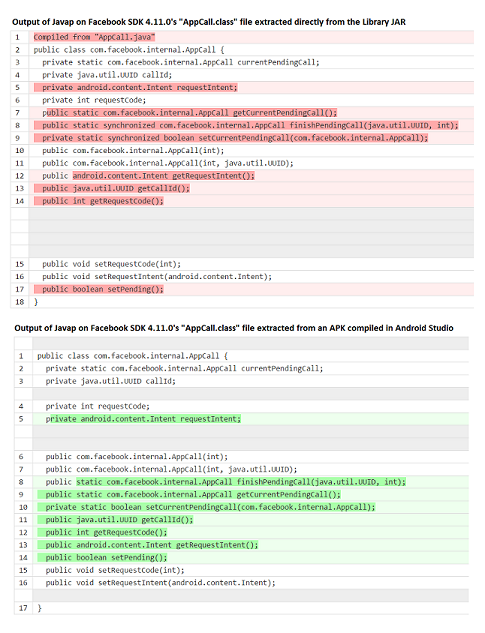 Output of Javap on Facebook SDK 4.11.0's "AppCall.class" file extracted directly from the Library JAR
1 Compiled from "AppCall.java"
2 public class com.facebook.internal.AppCall {
3 private static com.facebook.internal.AppCall currentPendingCall;
4 private java.util.UUID callId;
5 private android.content.Intent requestIntent;
6 private int requestCode;
7 public static com.facebook.internal.AppCall getCurrentPendingCall();
8 public static synchronized com.facebook.internal.AppCall finishPendingCall(java.util.UUID, int);
9 private static synchronized boolean setCurrentPendingCall(com.facebook.internal.AppCall);
10 public com.facebook.internal.AppCall(int);
11 public com.facebook.internal.AppCall(int, java.util.UUID);
12 public android.content.Intent getRequestIntent();
13 public java.util.UUID getCallId();
14 public int getRequestCode();
15 public void setRequestCode(int);
16 public void setRequestIntent(android.content.Intent);
17 public boolean setPending();
18 }
Output of Javap on Facebook SDK 4.11.0's "AppCall.class" file extracted from an APK compiled in Android Studio
1 public class com.facebook.internal.AppCall {
2 private static com.facebook.internal.AppCall currentPendingCall;
3 private java.util.UUID callId;
4 private int requestCode;
5 private android.content.Intent requestIntent;
6 public com.facebook.internal.AppCall(int);
7 public com.facebook.internal.AppCall(int, java.util.UUID);
8 public static com.facebook.internal.AppCall finishPendingCall(java.util.UUID, int);
9 public static com.facebook.internal.AppCall getCurrentPendingCall();
10 private static boolean setCurrentPendingCall(com.facebook.internal.AppCall);
11 public java.util.UUID getCallId();
12 public int getRequestCode();
13 public android.content.Intent getRequestIntent();
14 public boolean setPending();
15 public void setRequestCode(int);
16 public void setRequestIntent(android.content.Intent);
17 }